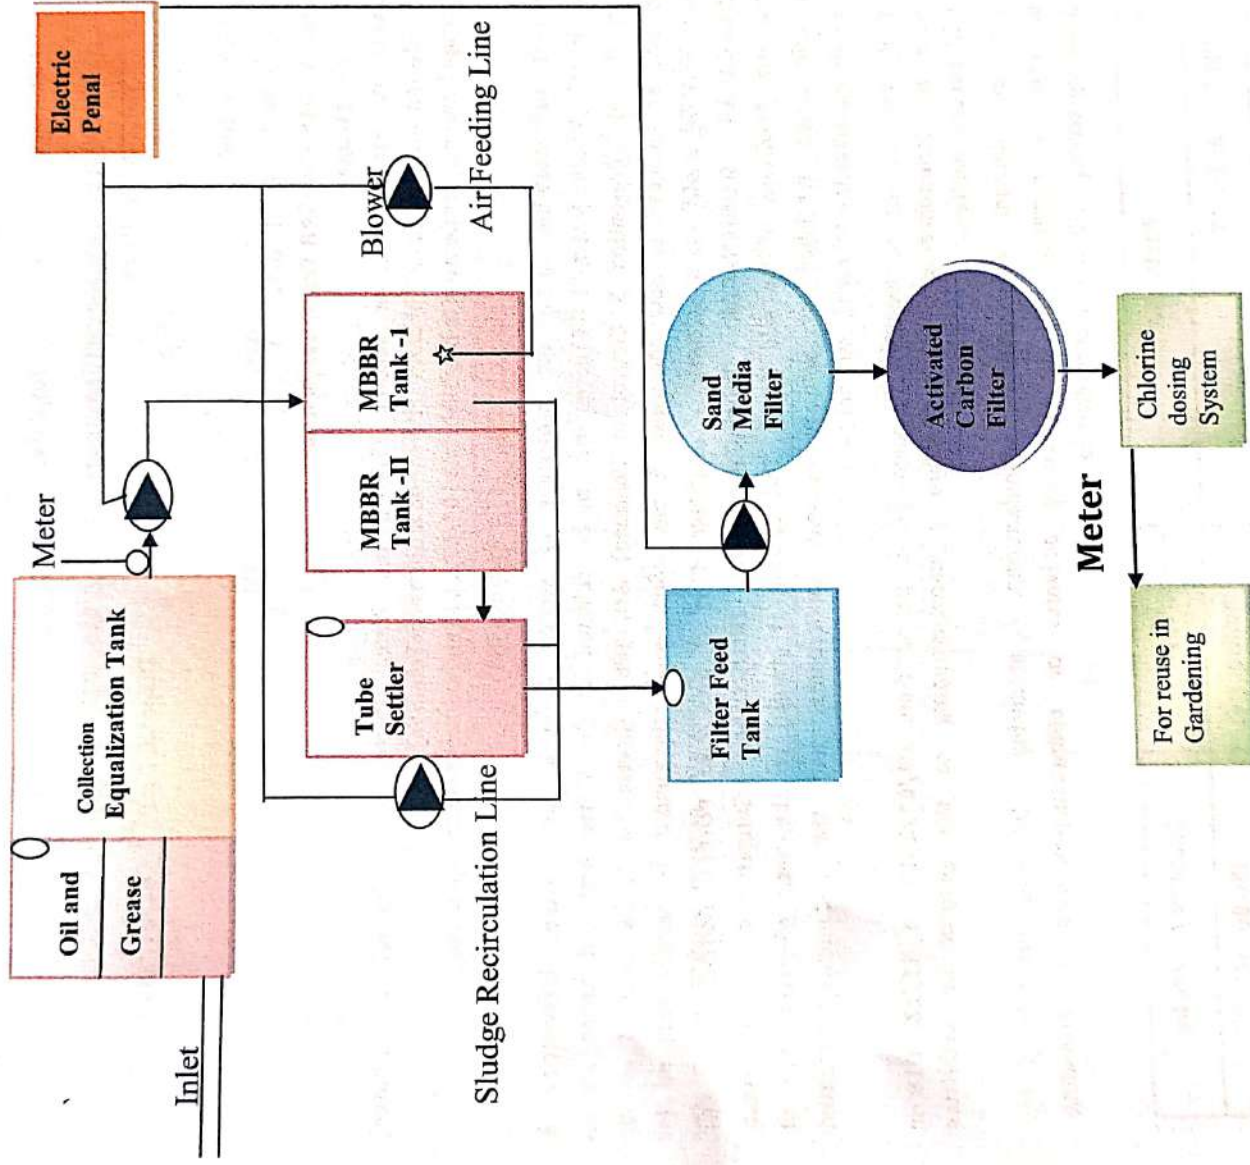 Inlet
Oil and
Grease
Collection
Equalization Tank
Meter
Electric
Penal
Tube
Settler
MBBR
Tank-II
MBBR
Tank-1
Blower
Air Feeding Line
Sludge Recirculation Line
Filter Feed
Tank
Sand
Media
Filter
Activated
Carbon
Filter
Chlorine
dosing
System
Meter
For reuse in
Gardening